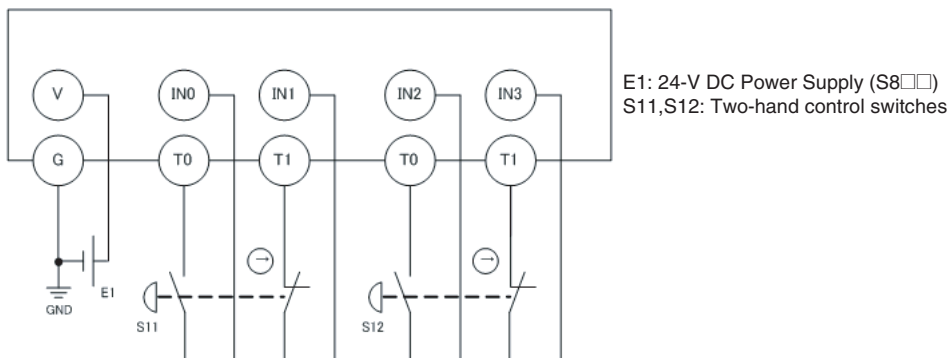 V IN0 IN1 IN2 IN3
E1: 24-V DC Power Supply (S8□□)
S11,S12: Two-hand control switches
G T0 T1 T0 T1
E1
GND
S11 S12